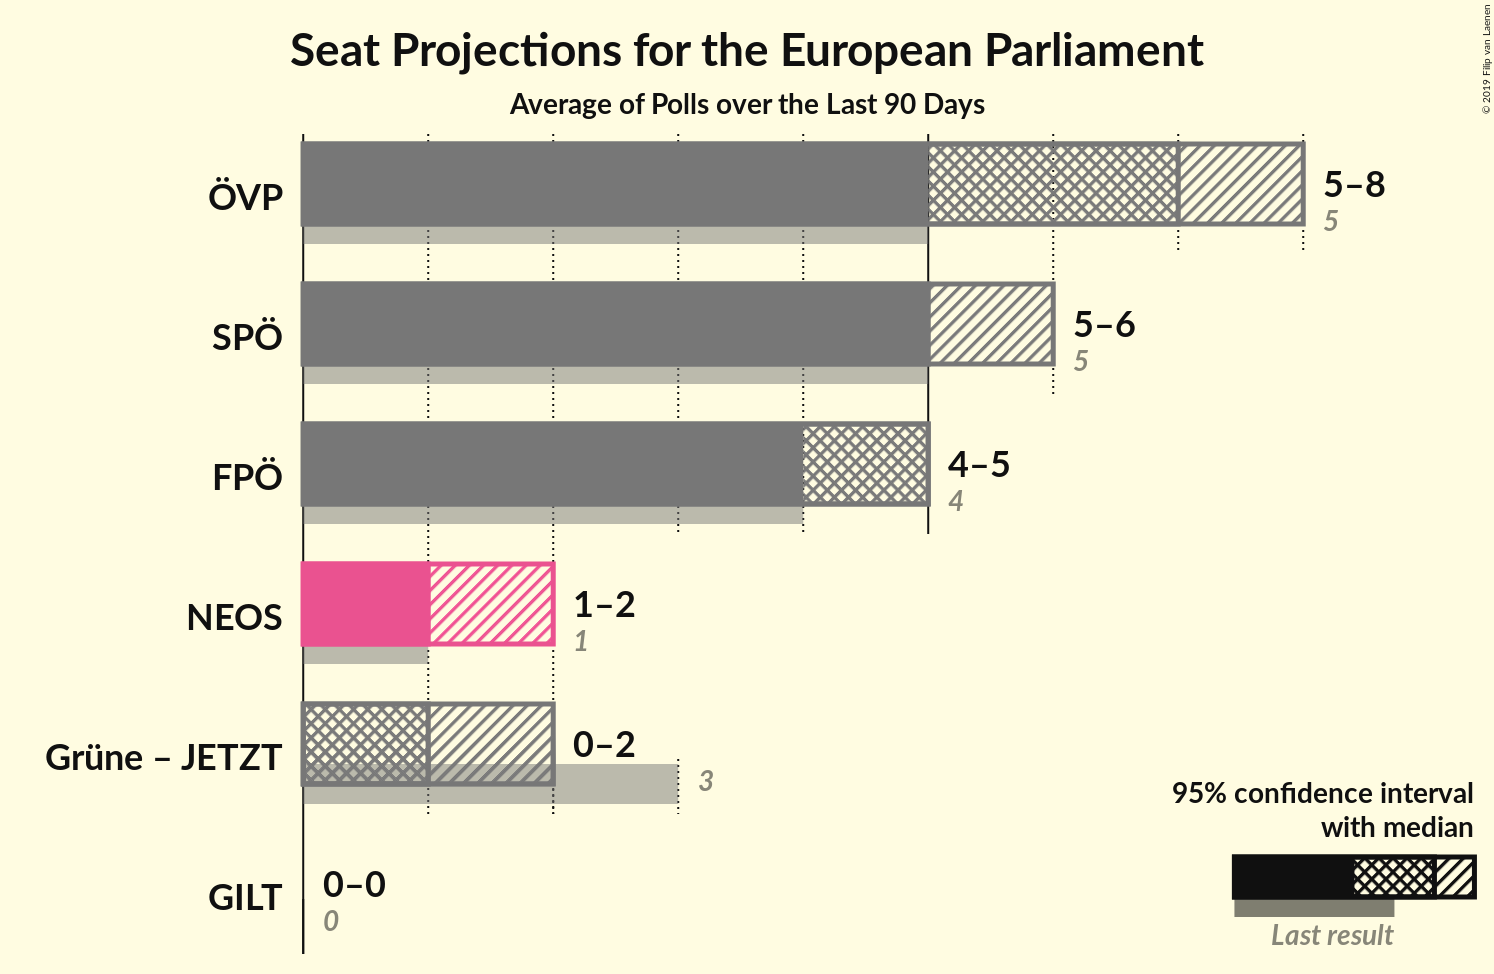 Seat Projections for the European Parliament
Average of Polls over the Last 90 Days
© 2019 Filip van Laenen
ÖVP
5–8
5
SPÖ
5–6
5
FPÖ
4–5
4
NEOS
1–2
1
Grüne – JETZT
0–2
3
GILT
0–0
0
95% confidence interval
with median
Last result